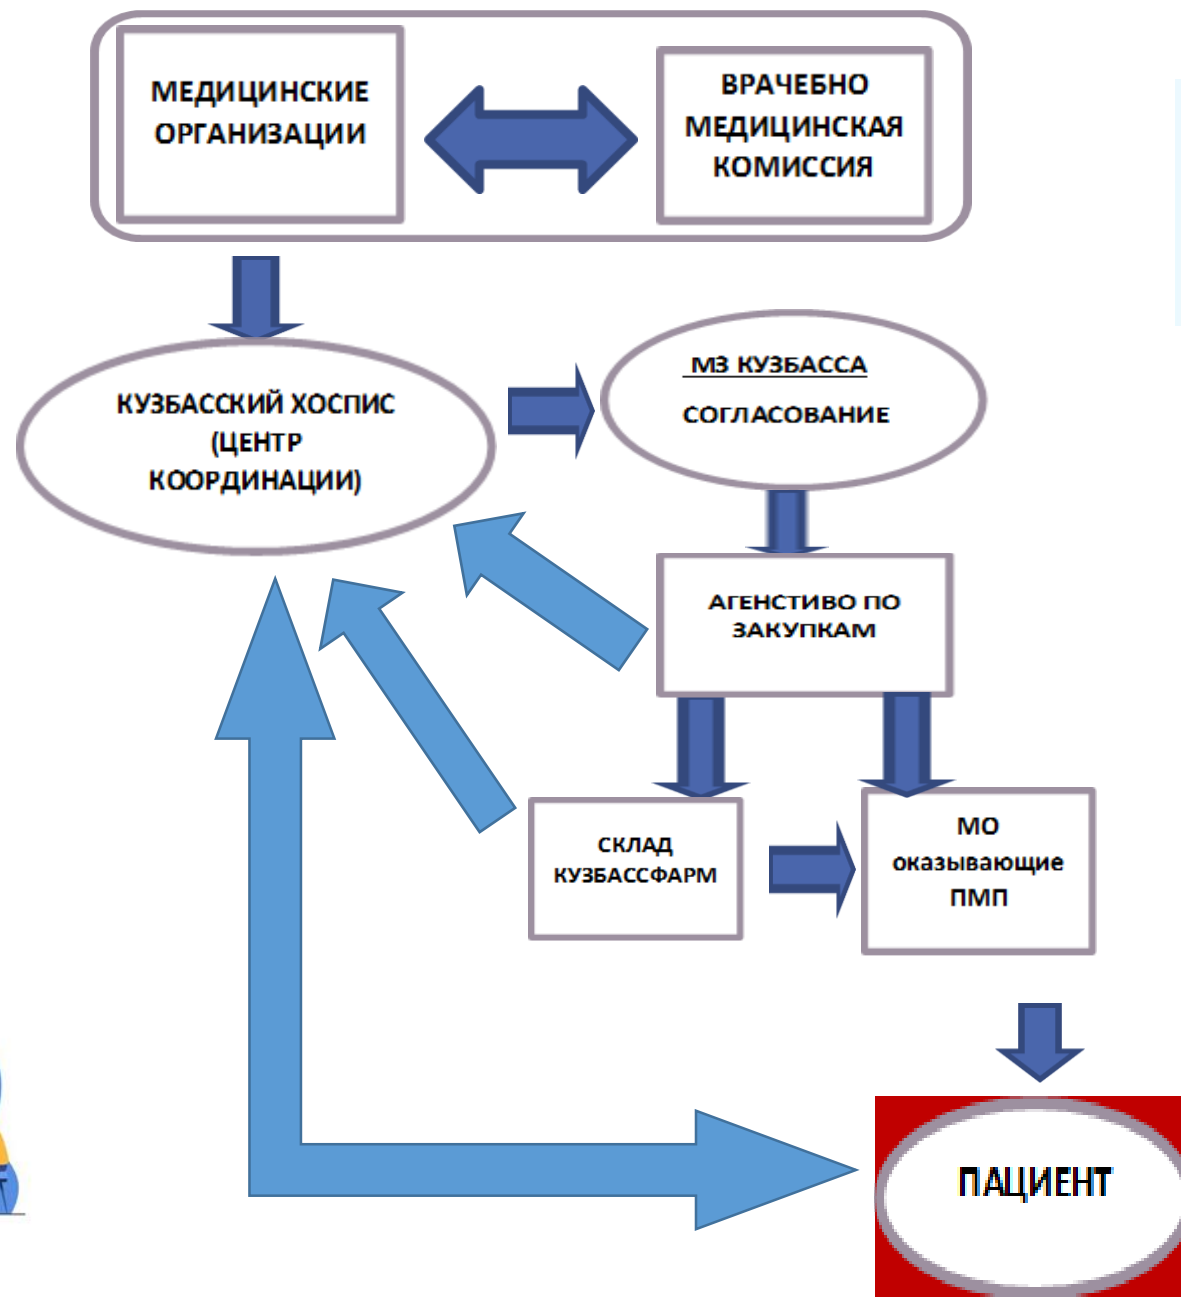 МЕДИЦИНСКИЕ
ОРГАНИЗАЦИИ
ВРАЧЕБНО
МЕДИЦИНСКАЯ
КОМИССИЯ
КУЗБАССКИЙ ХОСПИС
(ЦЕНТР
КООРДИНАЦИИ)
МЗ КУЗБАССА
СОГЛАСОВАНИЕ
АГЕНСТИВО ПО
ЗАКУПКАМ
СКЛАД
КУЗБАССФАРМ
МО
оказывающие
ПМП
ПАЦИЕНТ